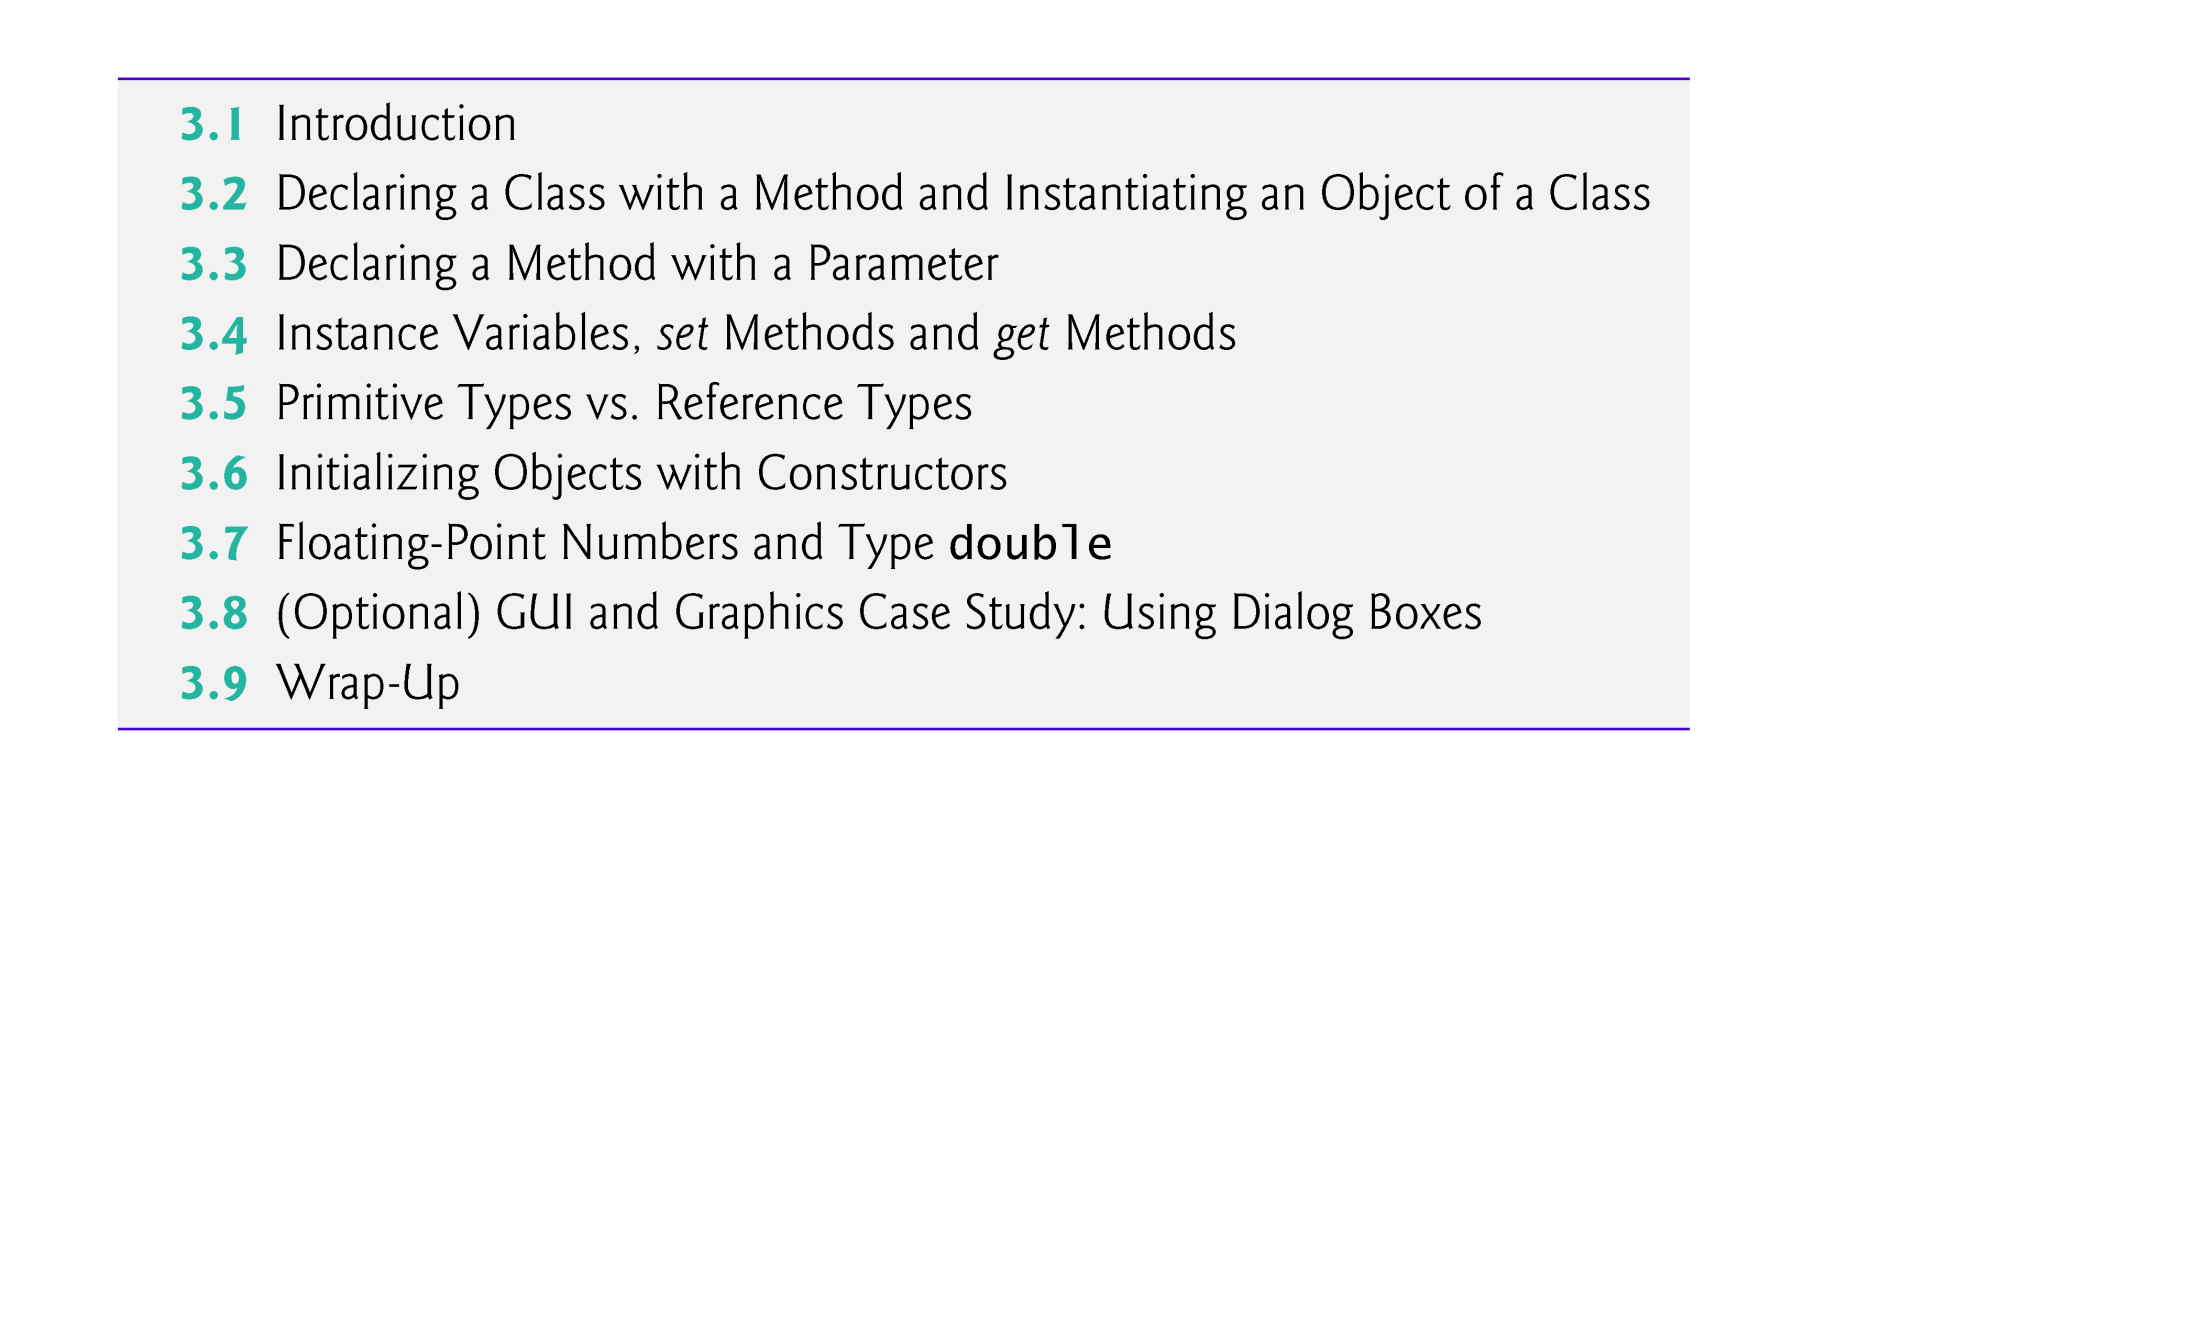 3.1 Introduction
3.2 Declaring a Class with a Method and Instantiating an Object of a Class
3.3 Declaring a Method with a Parameter
3.4 Instance Variables, set Methods and get Methods
3.5 Primitive Types vs. Reference Types
3.6 Initializing Objects with Constructors
3.7 Floating-Point Numbers and Type double
3.8 (Optional) GUI and Graphics Case Study: Using Dialog Boxes
3.9 Wrap-Up